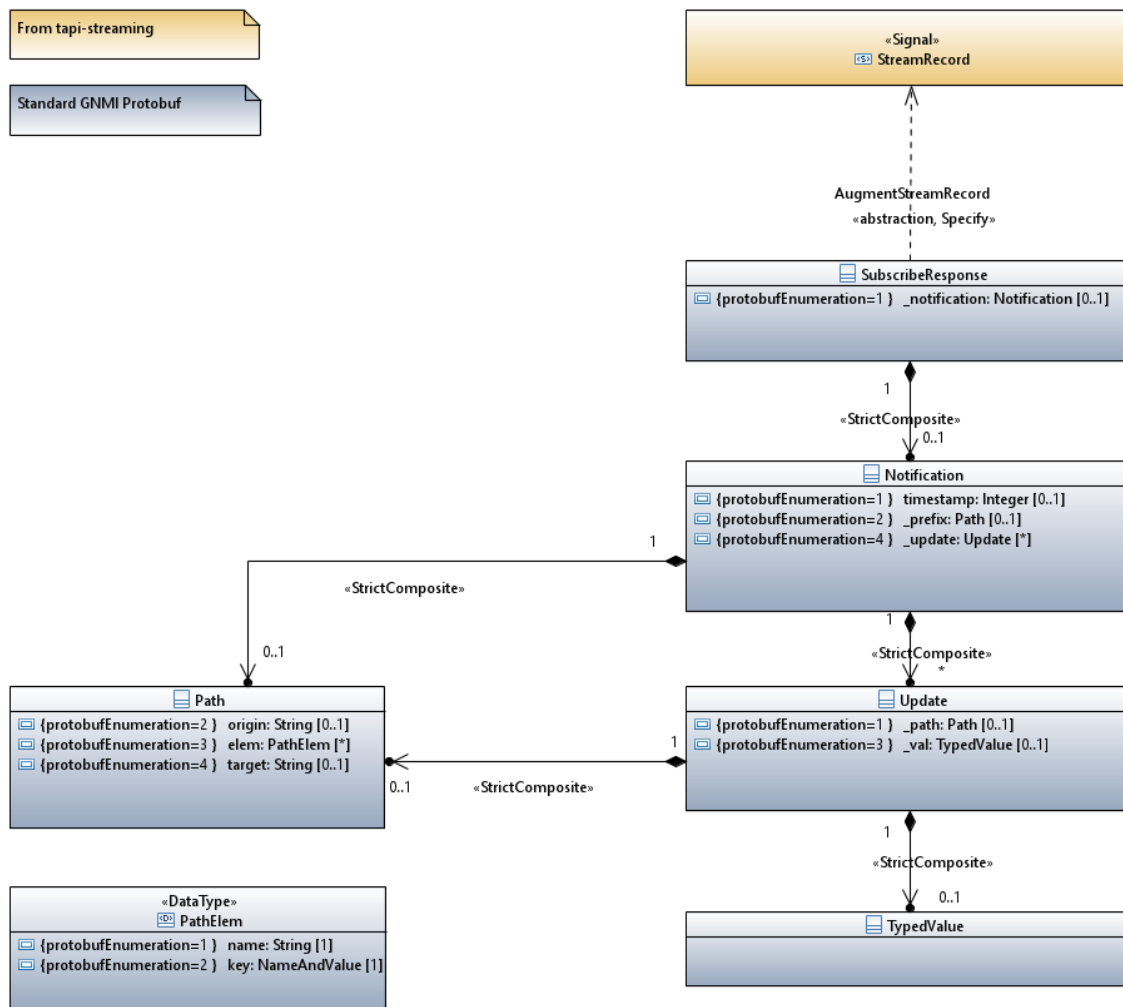 From tapi-streaming
Standard GNMI Protobuf
«Signal»
StreamRecord
AugmentStreamRecord
«abstraction, Specify»
SubscribeResponse
{protobufEnumeration=1 } _notification: Notification [0..1]
1
«StrictComposite»
0..1
Notification
{protobufEnumeration=1 } timestamp: Integer [0..1]
{protobufEnumeration=2 } _prefix: Path [0..1]
{protobufEnumeration=4 } _update: Update [*]
1
«StrictComposite»
0..1
1
«StrictComposite»
*
Path
{protobufEnumeration=2 } origin: String [0..1]
{protobufEnumeration=3 } elem: PathElem [*]
{protobufEnumeration=4 } target: String [0..1]
Update
{protobufEnumeration=1 } _path: Path [0..1]
{protobufEnumeration=3 } _val: TypedValue [0..1]
1
0..1
«StrictComposite»
1
«StrictComposite»
0..1
«DataType»
<D> PathElem
{protobufEnumeration=1 } name: String [1]
{protobufEnumeration=2 } key: NameAndValue [1]
TypedValue